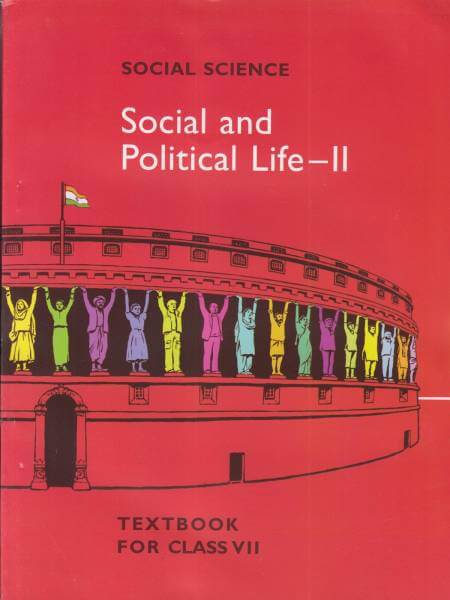 SOCIAL SCIENCE
Social and
Political Life – II
TEXTBOOK
FOR CLASS VII